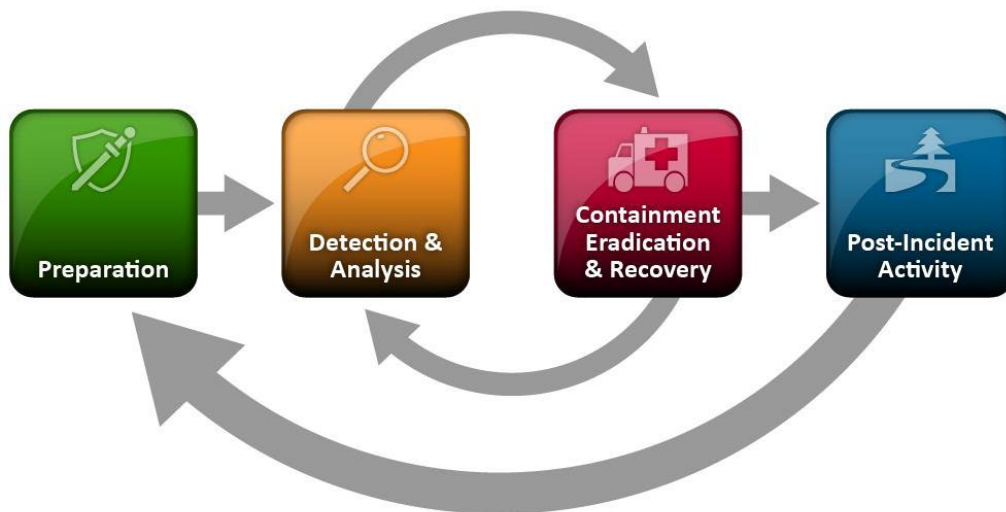 Preparation
Detection &
Analysis
Containment
Eradication
& Recovery
Post-Incident
Activity